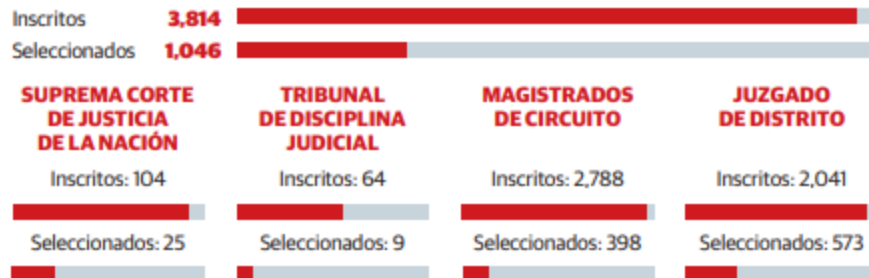 Inscritos 3,814
Seleccionados 1,046
SUPREMA CORTE
DE JUSTICIA
DE LA NACIÓN
Inscritos: 104
Seleccionados: 25
TRIBUNAL
DE DISCIPLINA
JUDICIAL
Inscritos: 64
Seleccionados: 9
MAGISTRADOS
DE CIRCUITO
Inscritos: 2,788
Seleccionados: 398
JUZGADO
DE DISTRITO
Inscritos: 2,041
Seleccionados: 573